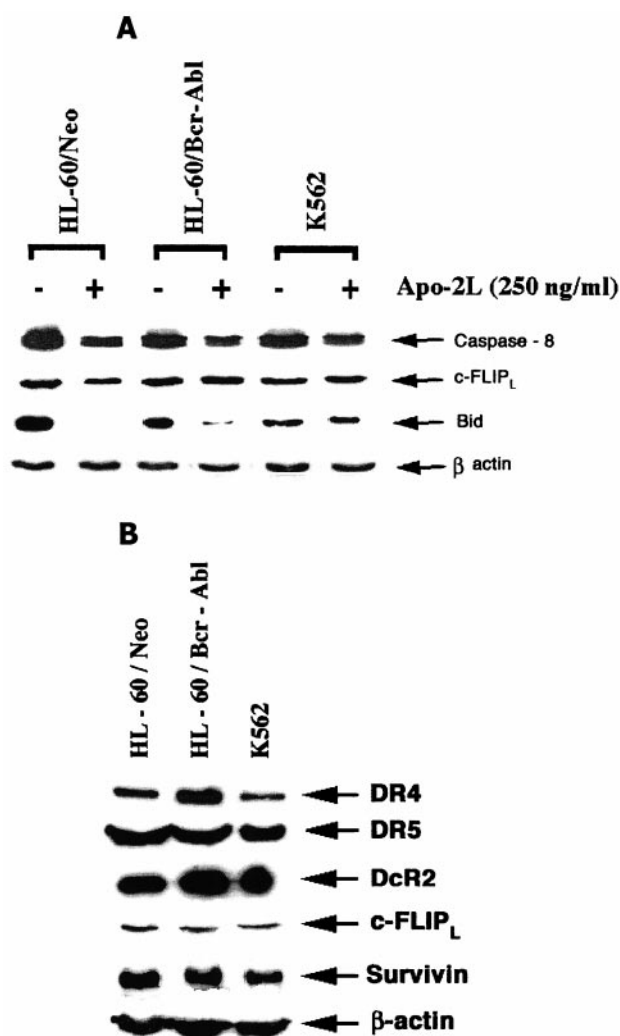 A
HL-60/Neo
HL-60/Bcr-Abl
K562
- + - + - + Apo-2L (250 ng/ml)
Caspase - 8
c-FLIPL
Bid
β actin
B
HL - 60 / Neo
HL - 60 / Bcr - Abl
K562
DR4
DR5
DcR2
c-FLIPL
Survivin
β-actin